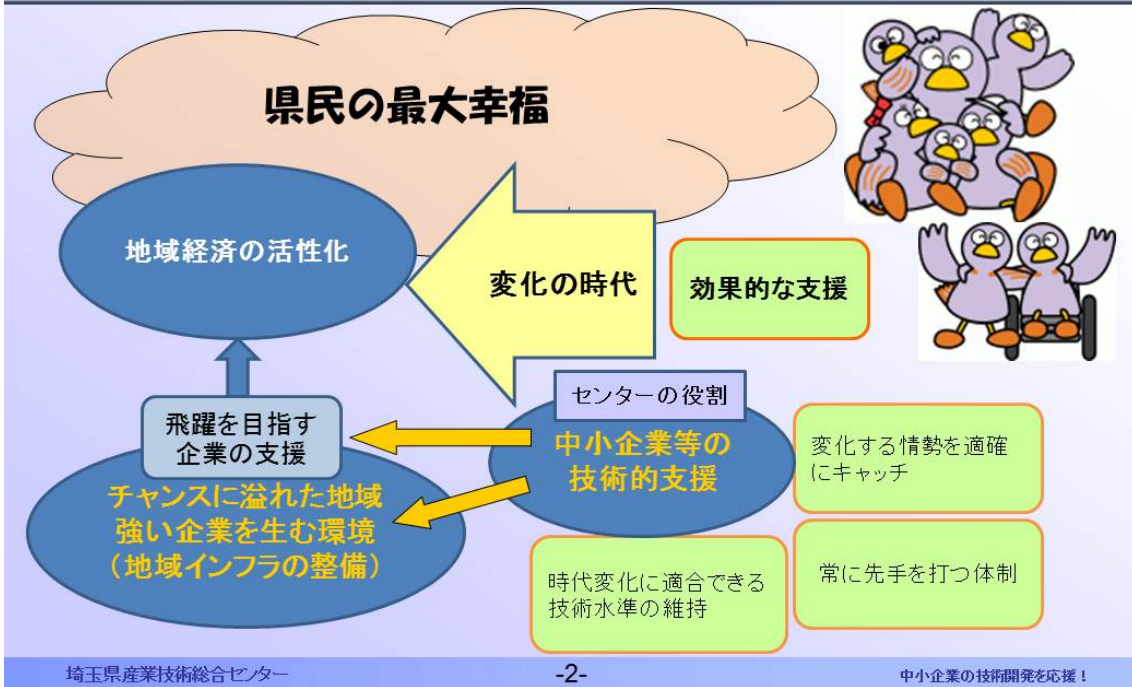 県民の最大幸福
地域経済の活性化
変化の時代
効果的な支援
センターの役割
中小企業等の
技術的支援
飛躍を目指す
企業の支援
チャンスに溢れた地域
強い企業を生む環境
（地域インフラの整備）
変化する情勢を適確
にキャッチ
時代変化に適合できる
技術水準の維持
常に先手を打つ体制
埼玉県産業技術総合センター
-2-
中小企業の技術開発を応援！